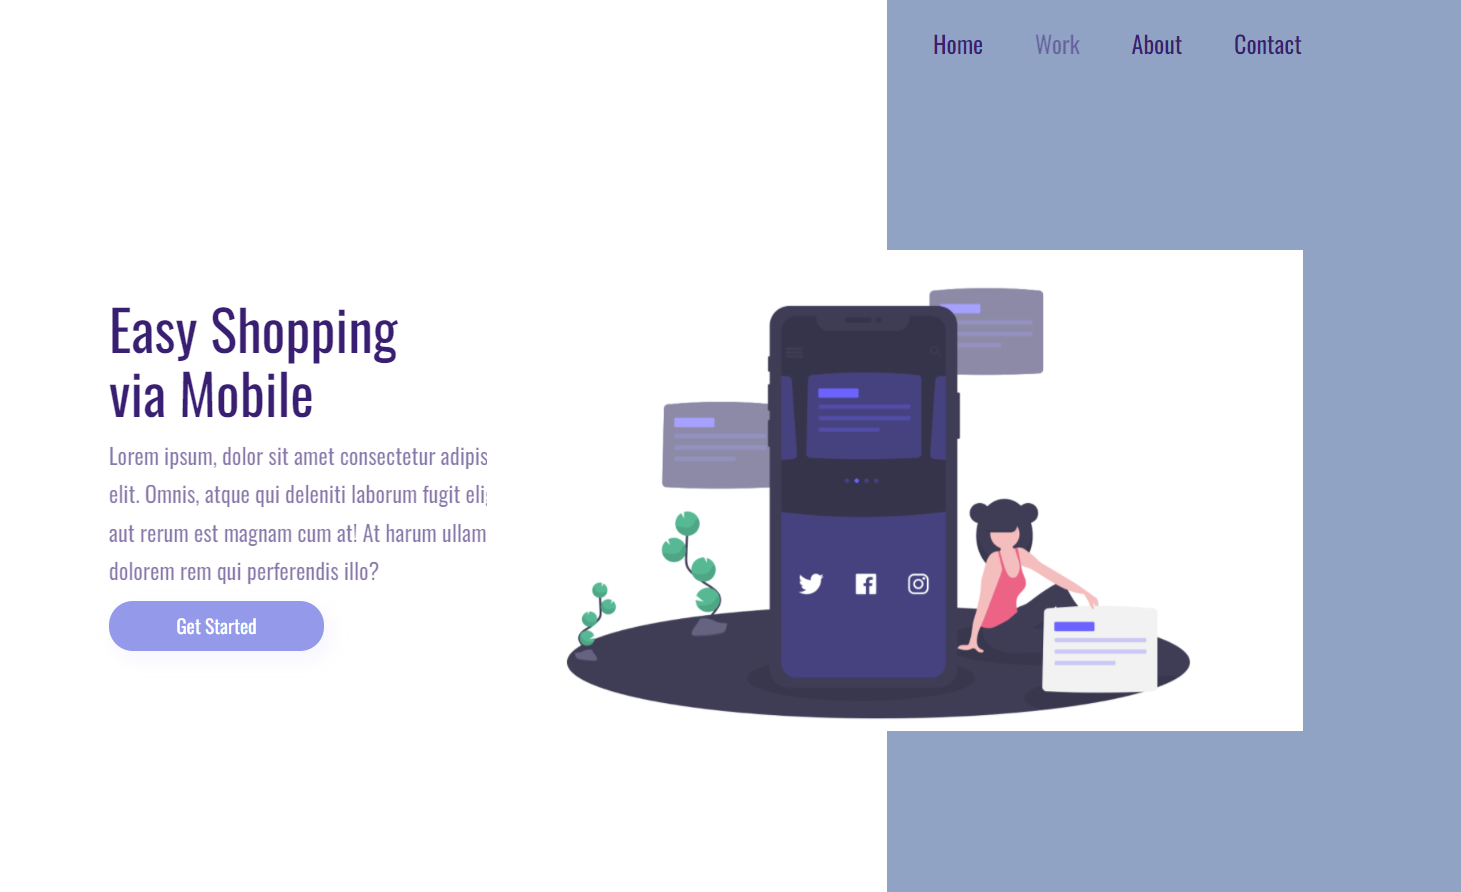 Home Work About Contact
Easy Shopping
via Mobile
Lorem ipsum, dolor sit amet consectetur adipis
elit. Omnis, atque qui deleniti laborum fugit
aut rerum est magnam cum at! At harum ullam
dolorem rem qui perferendis illo?
Get Started